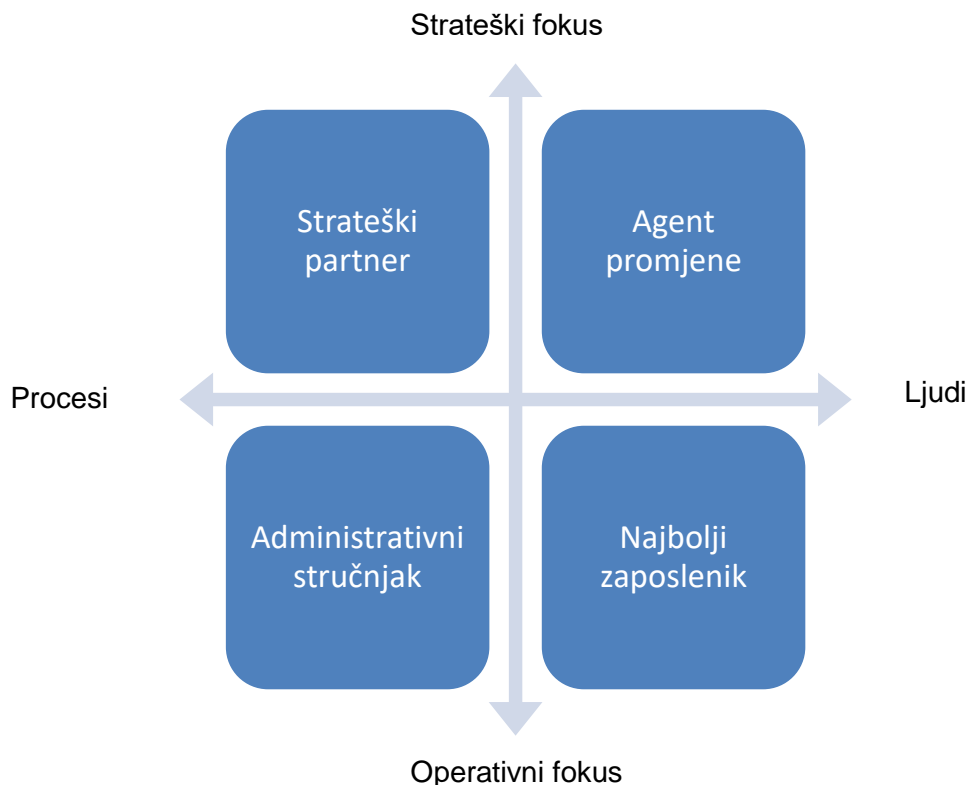 Strateški fokus
Strateški
partner
Agent
promjene
Procesi
Ljudi
Administrativni
stručnjak
Najbolji
zaposlenik
Operativni fokus